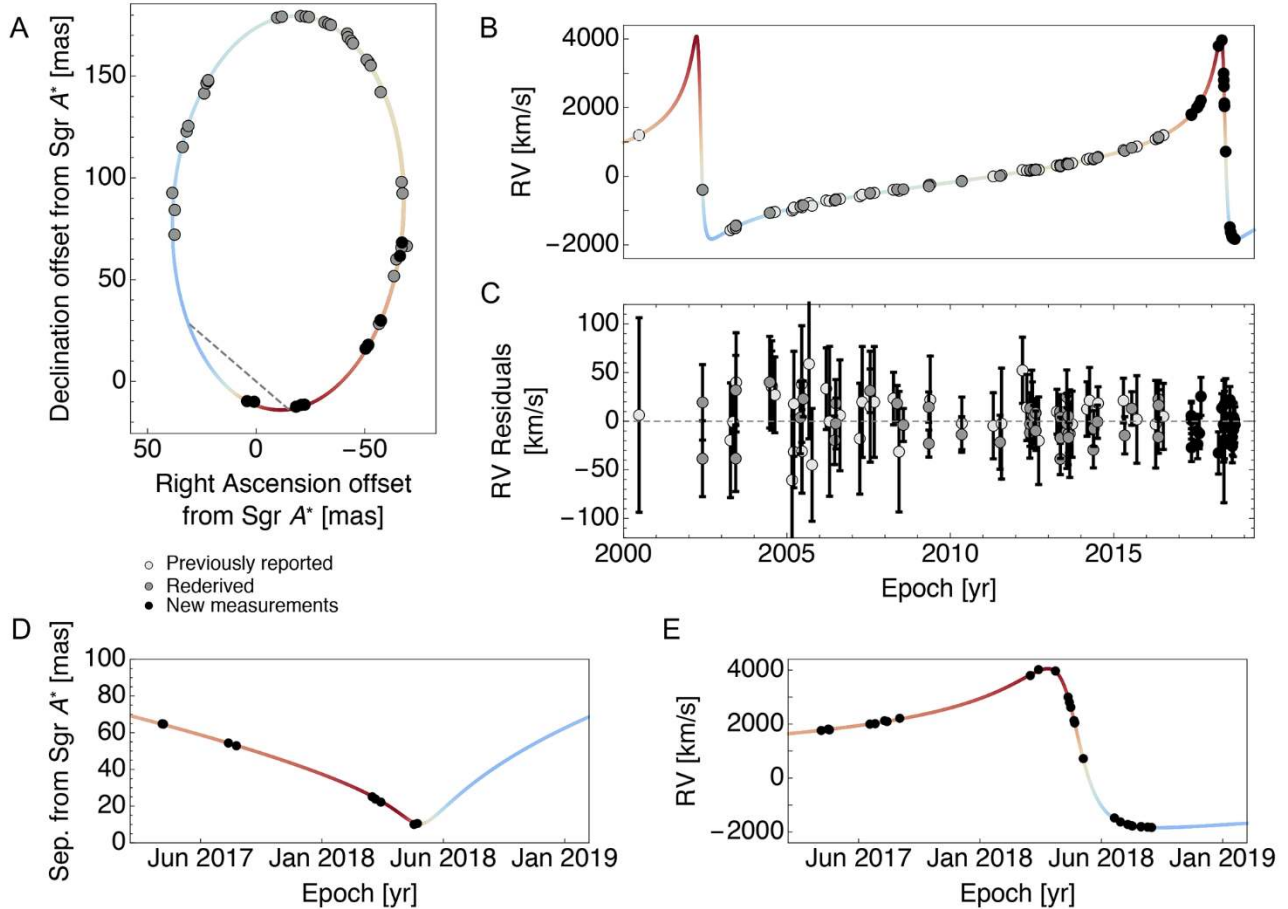 A
Declination offset from Sgr A* [mas]
150
100
50
0
50
0
−50
Right Ascension offset
from Sgr A* [mas]
Previously reported
Rederived
New measurements
B
RV [km/s]
4000
2000
0
−2000
C
RV Residuals
[km/s]
100
50
0
−50
−100
2000
2005
2010
2015
Epoch [yr]
D
Sep. from Sgr A* [mas]
100
80
60
40
20
0
Jun 2017
Jan 2018
Jun 2018
Jan 2019
Epoch [yr]
E
RV [km/s]
4000
2000
0
−2000
Jun 2017
Jan 2018
Jun 2018
Jan 2019
Epoch [yr]